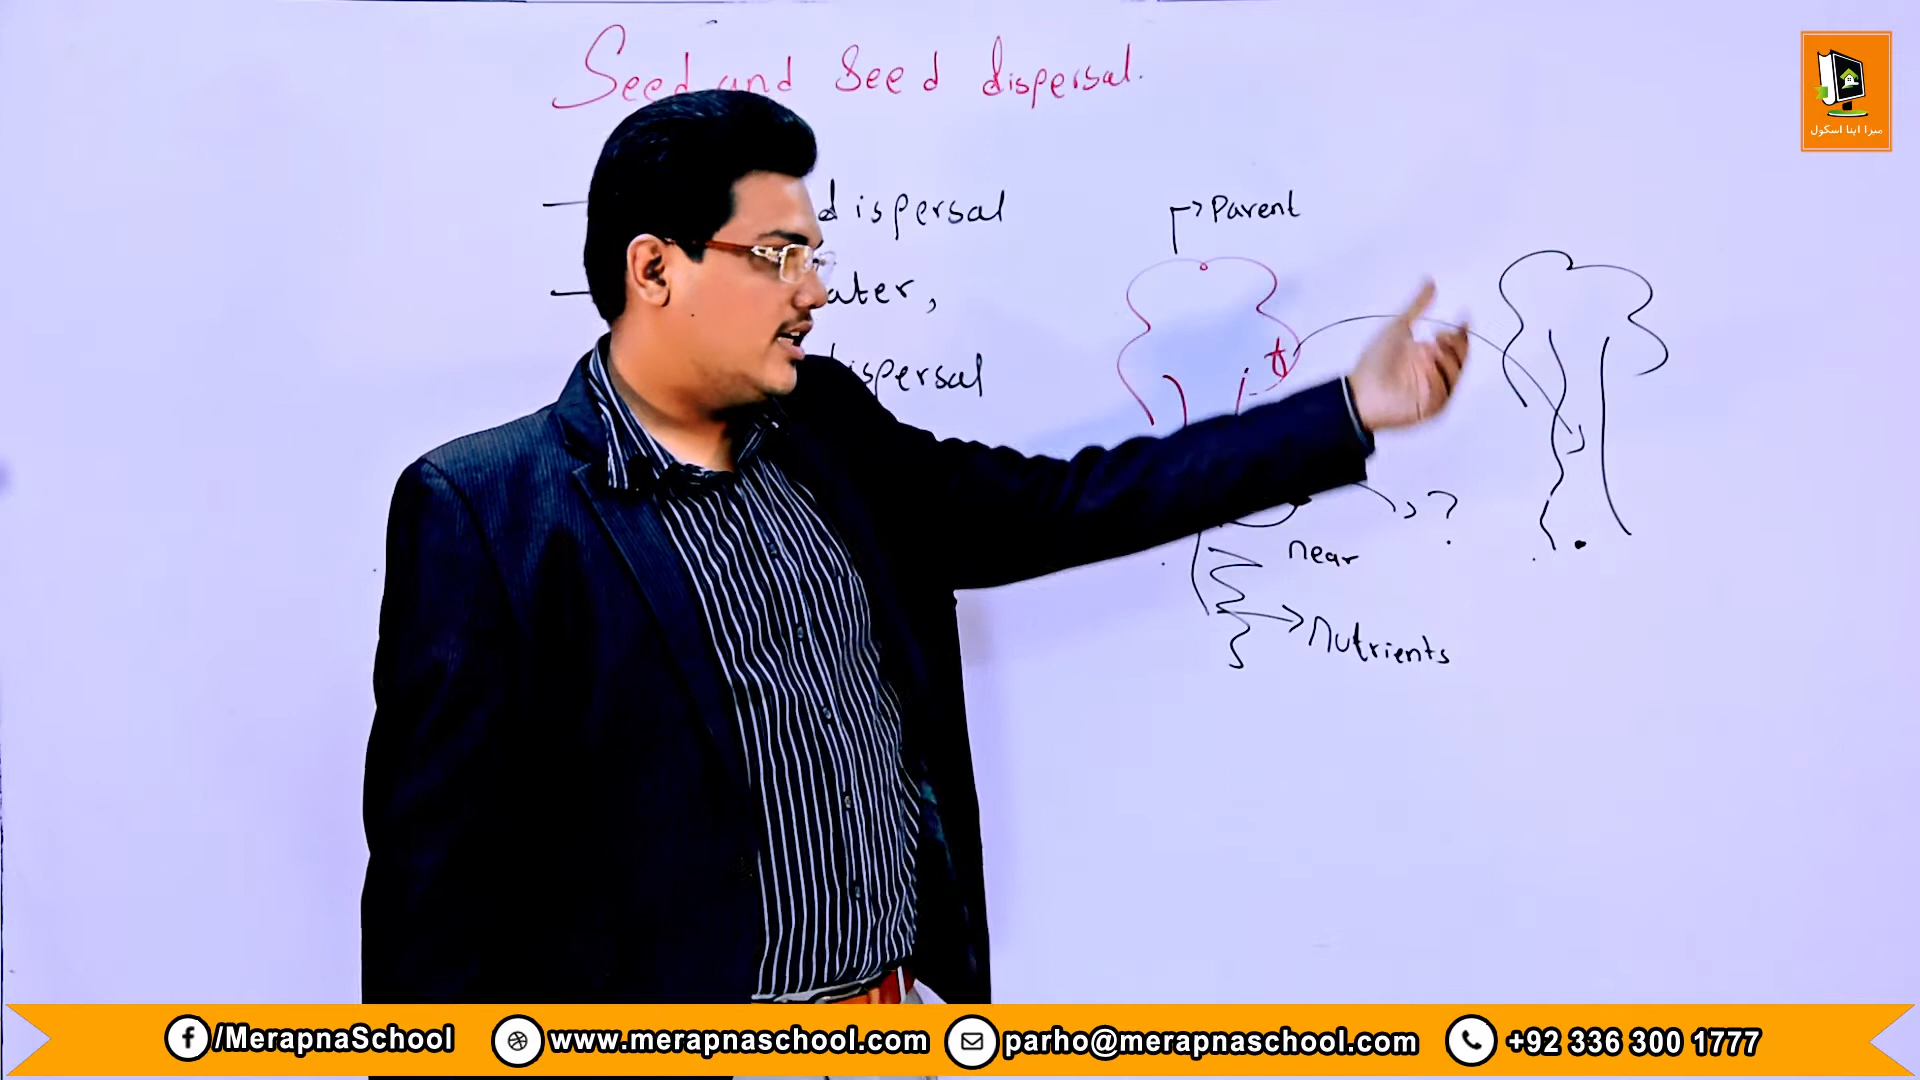 Seed and Seed dispersal.
میرا اپنا اسکول
dispersal
Parent
ater,
ispersal
?
near
Nutrients
/MerapnaSchool
www.merapnaschool.com
parho@merapnaschool.com
+92 336 300 1777